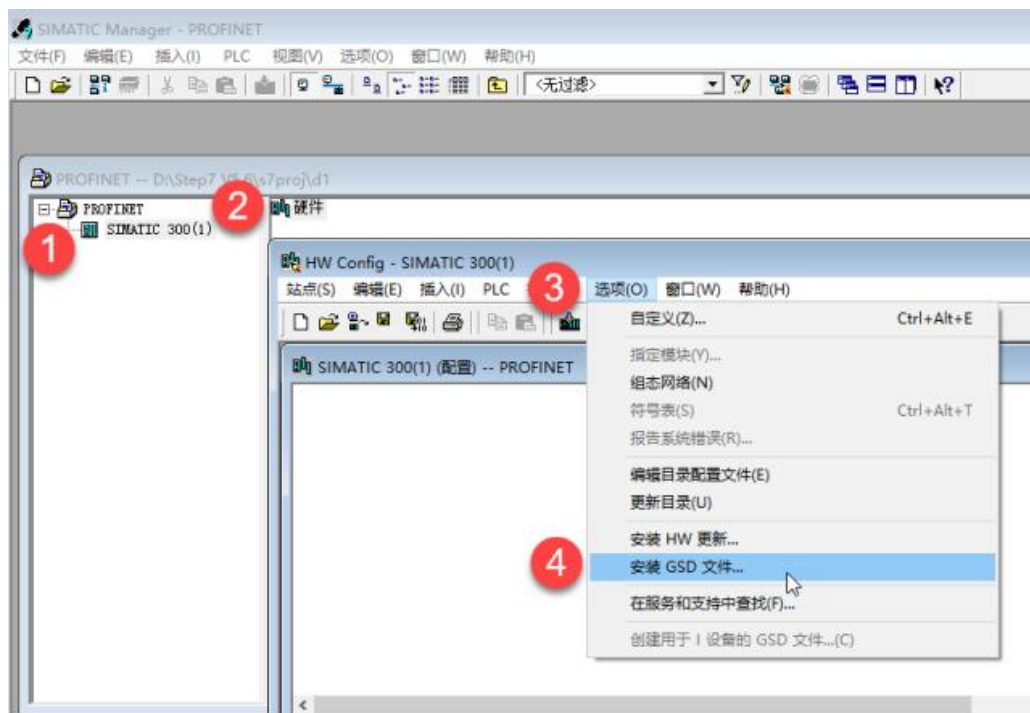 SIMATIC Manager - PROFINET
文件(F) 编辑(E) 插入(I) PLC 视图(V) 选项(O) 窗口(W) 帮助(H)
<无过滤>
PROFINET -- D:\Step7 V5.6\s7proj\d1
PROFINET
2
硬件
1
SIMATIC 300(1)
HW Config - SIMATIC 300(1)
站点(S) 编辑(E) 插入(I) PLC 3 选项(O) 窗口(W) 帮助(H)
自定义(Z)... Ctrl+Alt+E
SIMATIC 300(1) (配置) -- PROFINET
指定模块(Y)...
组态网络(N)
符号表(S) Ctrl+Alt+T
报告系统错误(R)...
编辑目录配置文件(E)
更新目录(U)
安装 HW 更新...
4 安装 GSD 文件...
在服务和支持中查找(F)...
创建用于 I 设备的 GSD 文件...(C)